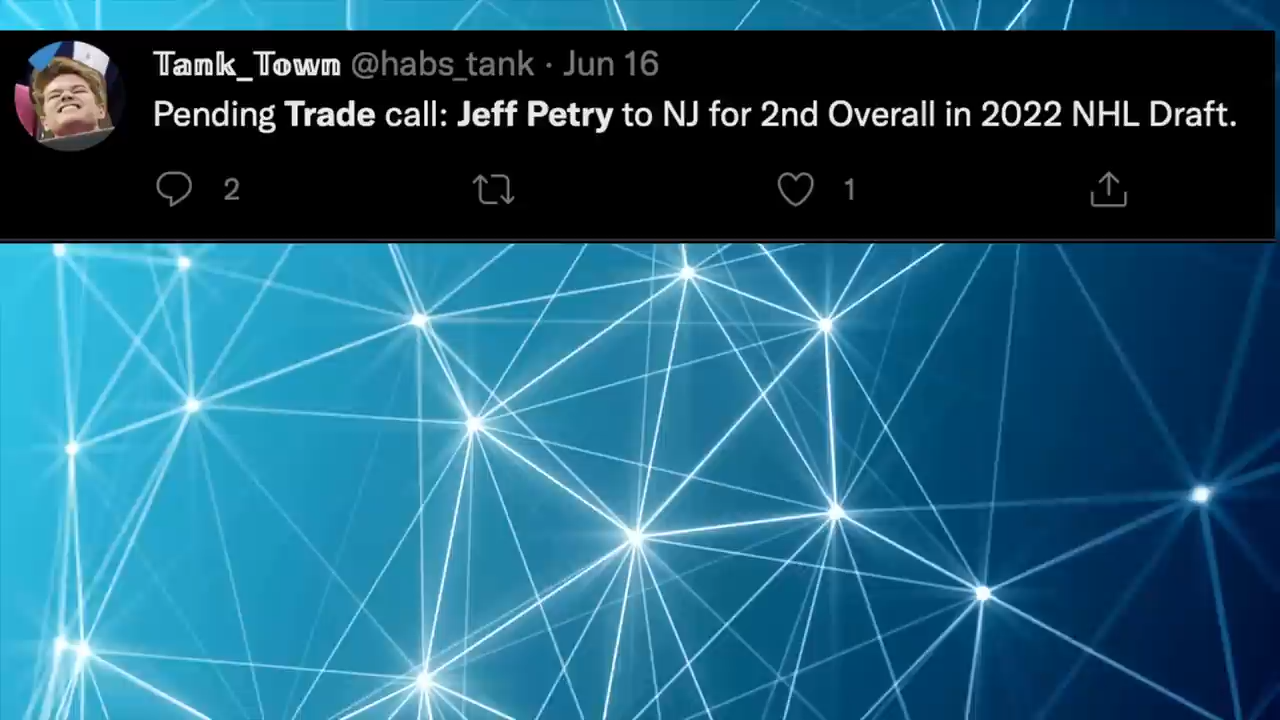 𝕋𝕒𝕟𝕜_𝕋𝕠𝕨𝕟 @habs_tank · Jun 16
Pending Trade call: Jeff Petry to NJ for 2nd Overall in 2022 NHL Draft.
2 1